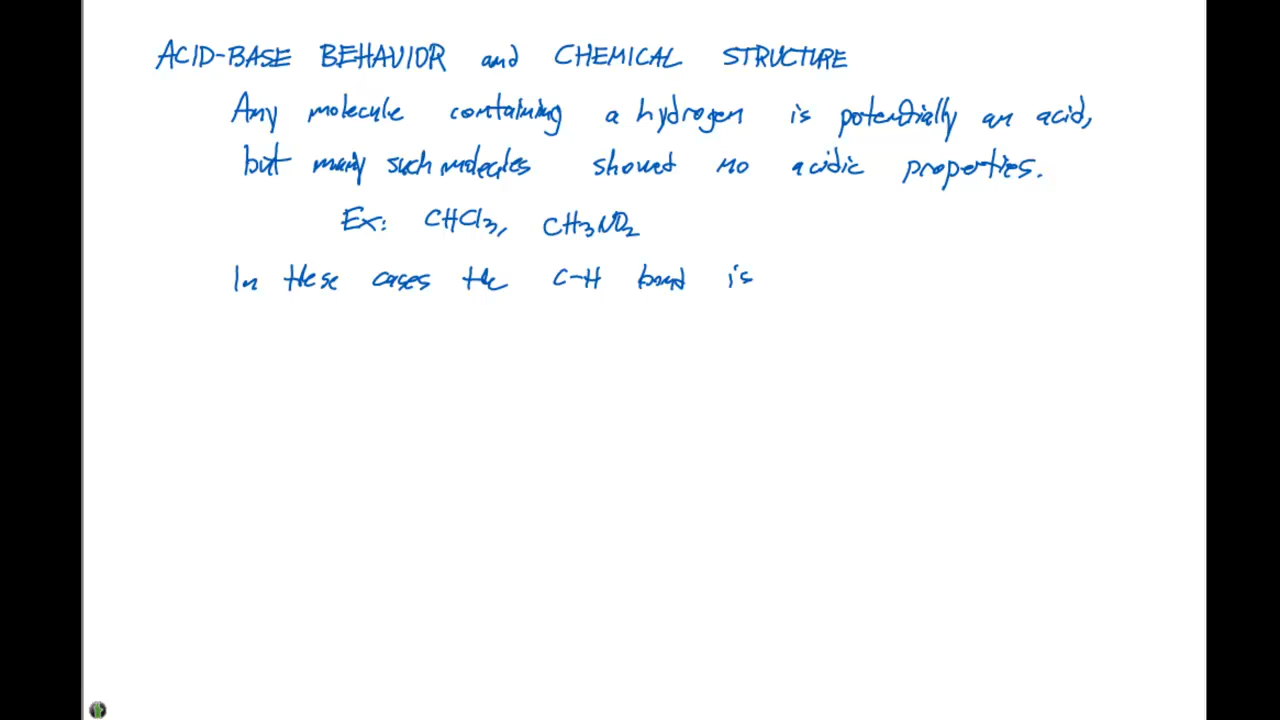 ACID-BASE BEHAVIOR and CHEMICAL STRUCTURE
Any molecule containing a hydrogen is potentially an acid,
but many such molecules showed no acidic properties.
Ex: CHCl₃, CH₃NO₂
In these cases the C-H bond is